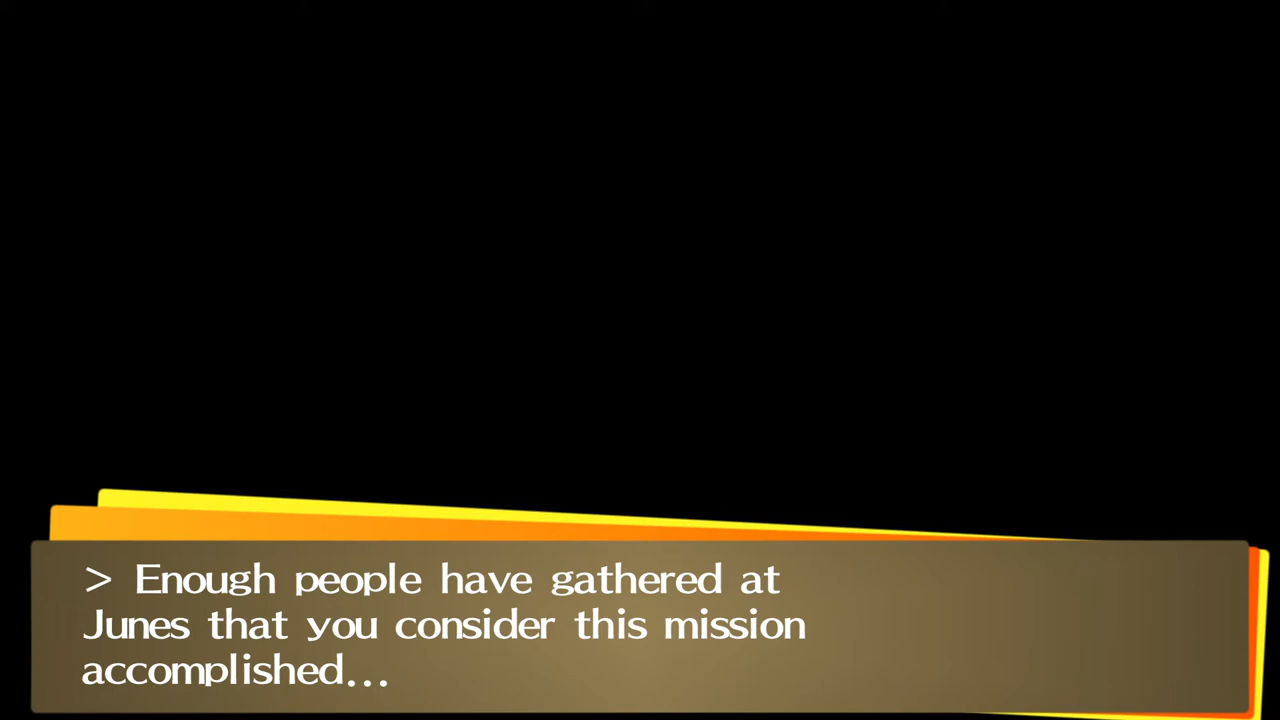 > Enough people have gathered at
Junes that you consider this mission
accomplished...